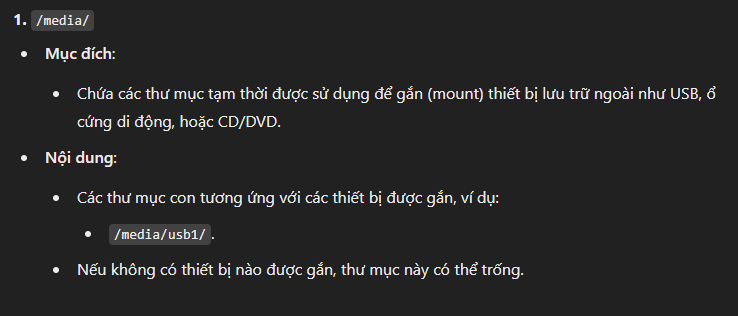 1. /media/
Mục đích:
Chứa các thư mục tạm thời được sử dụng để gắn (mount) thiết bị lưu trữ ngoài như USB, ổ
cứng di động, hoặc CD/DVD.
Nội dung:
Các thư mục con tương ứng với các thiết bị được gắn, ví dụ:
/media/usb1/.
Nếu không có thiết bị nào được gắn, thư mục này có thể trống.